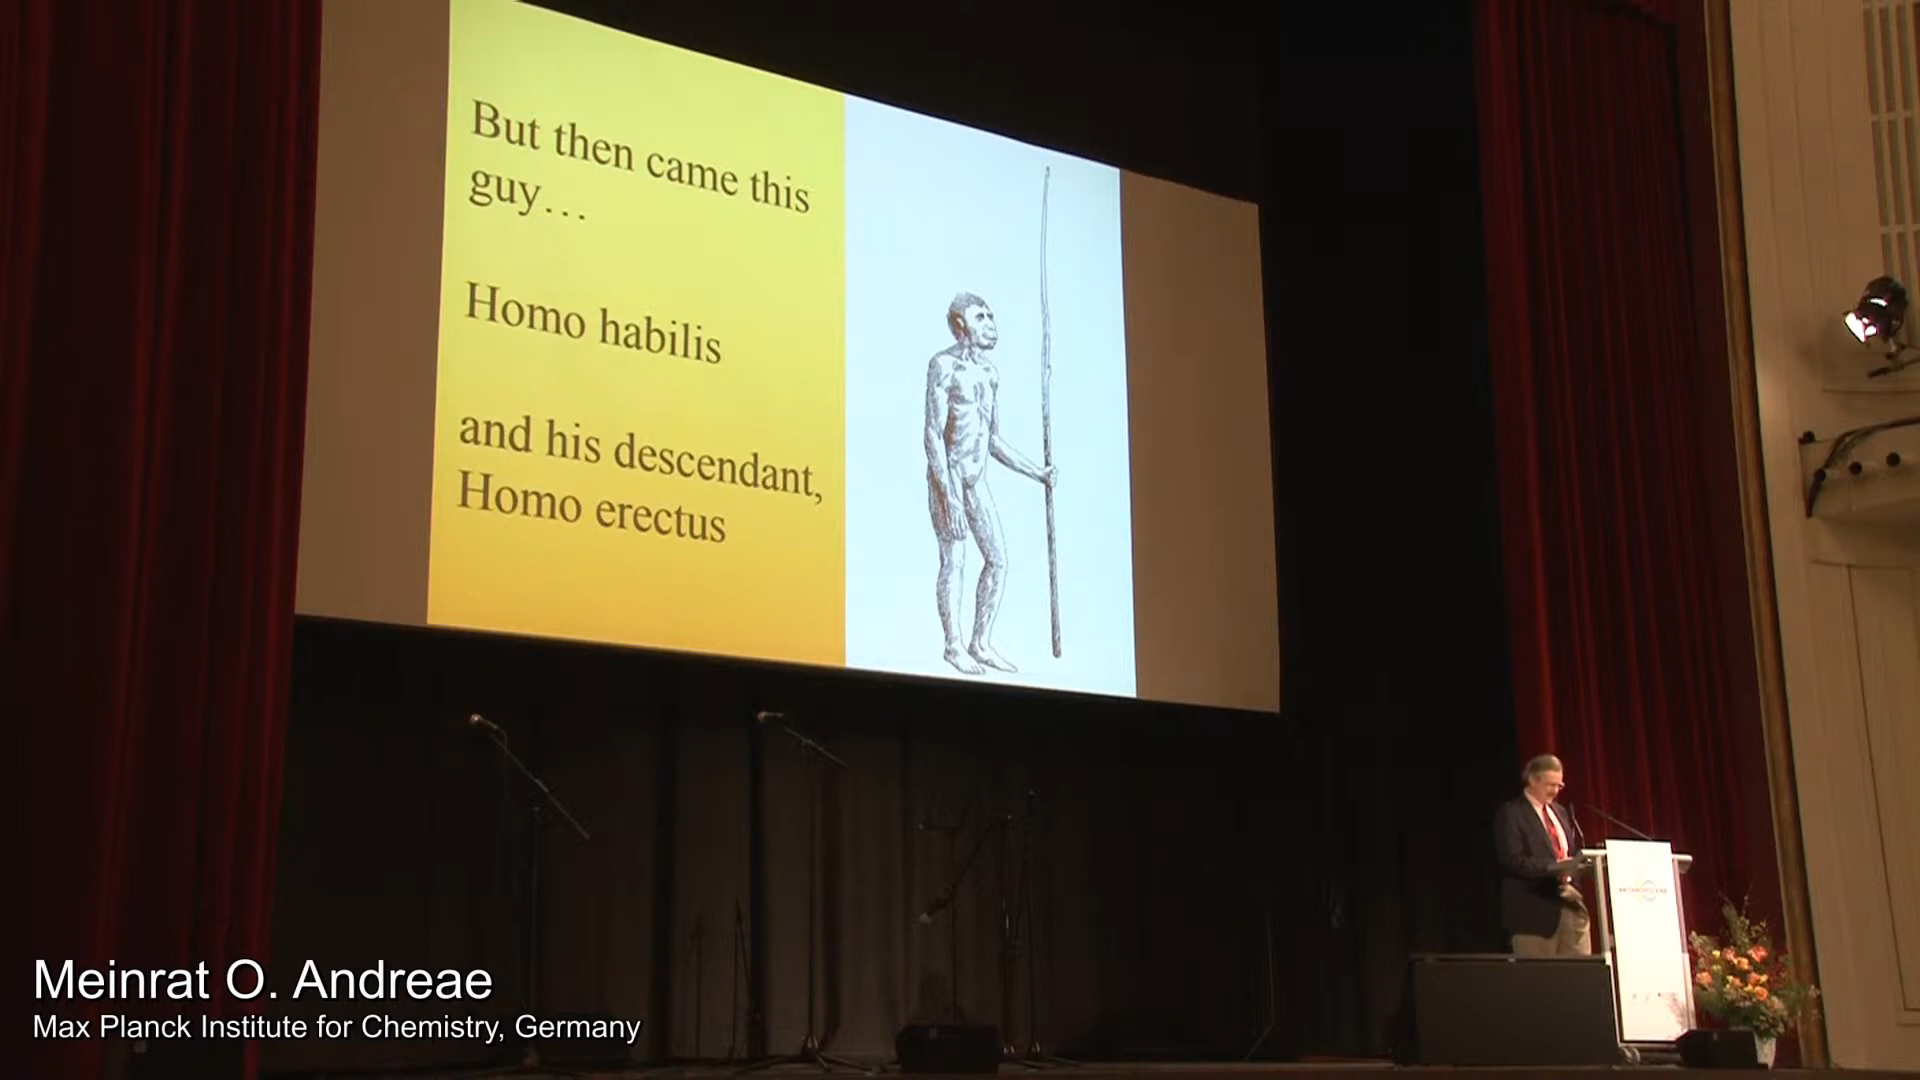 But then came this
guy…
Homo habilis
and his descendant,
Homo erectus
Meinrat O. Andreae
Max Planck Institute for Chemistry, Germany